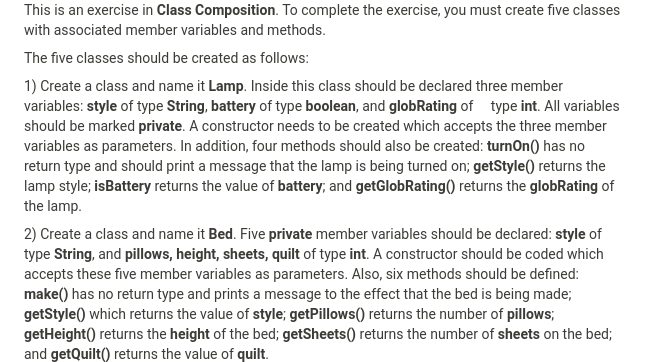 This is an exercise in Class Composition. To complete the exercise, you must create five classes
with associated member variables and methods.
The five classes should be created as follows:
1) Create a class and name it Lamp. Inside this class should be declared three member
variables: style of type String, battery of type boolean, and globRating of type int. All variables
should be marked private. A constructor needs to be created which accepts the three member
variables as parameters. In addition, four methods should also be created: turnOn() has no
return type and should print a message that the lamp is being turned on; getStyle() returns the
lamp style; isBattery returns the value of battery; and getGlobRating() returns the globRating of
the lamp.
2) Create a class and name it Bed. Five private member variables should be declared: style of
type String, and pillows, height, sheets, quilt of type int. A constructor should be coded which
accepts these five member variables as parameters. Also, six methods should be defined:
make() has no return type and prints a message to the effect that the bed is being made;
getStyle() which returns the value of style; getPillows() returns the number of pillows;
getHeight() returns the height of the bed; getSheets() returns the number of sheets on the bed;
and getQuilt() returns the value of quilt.